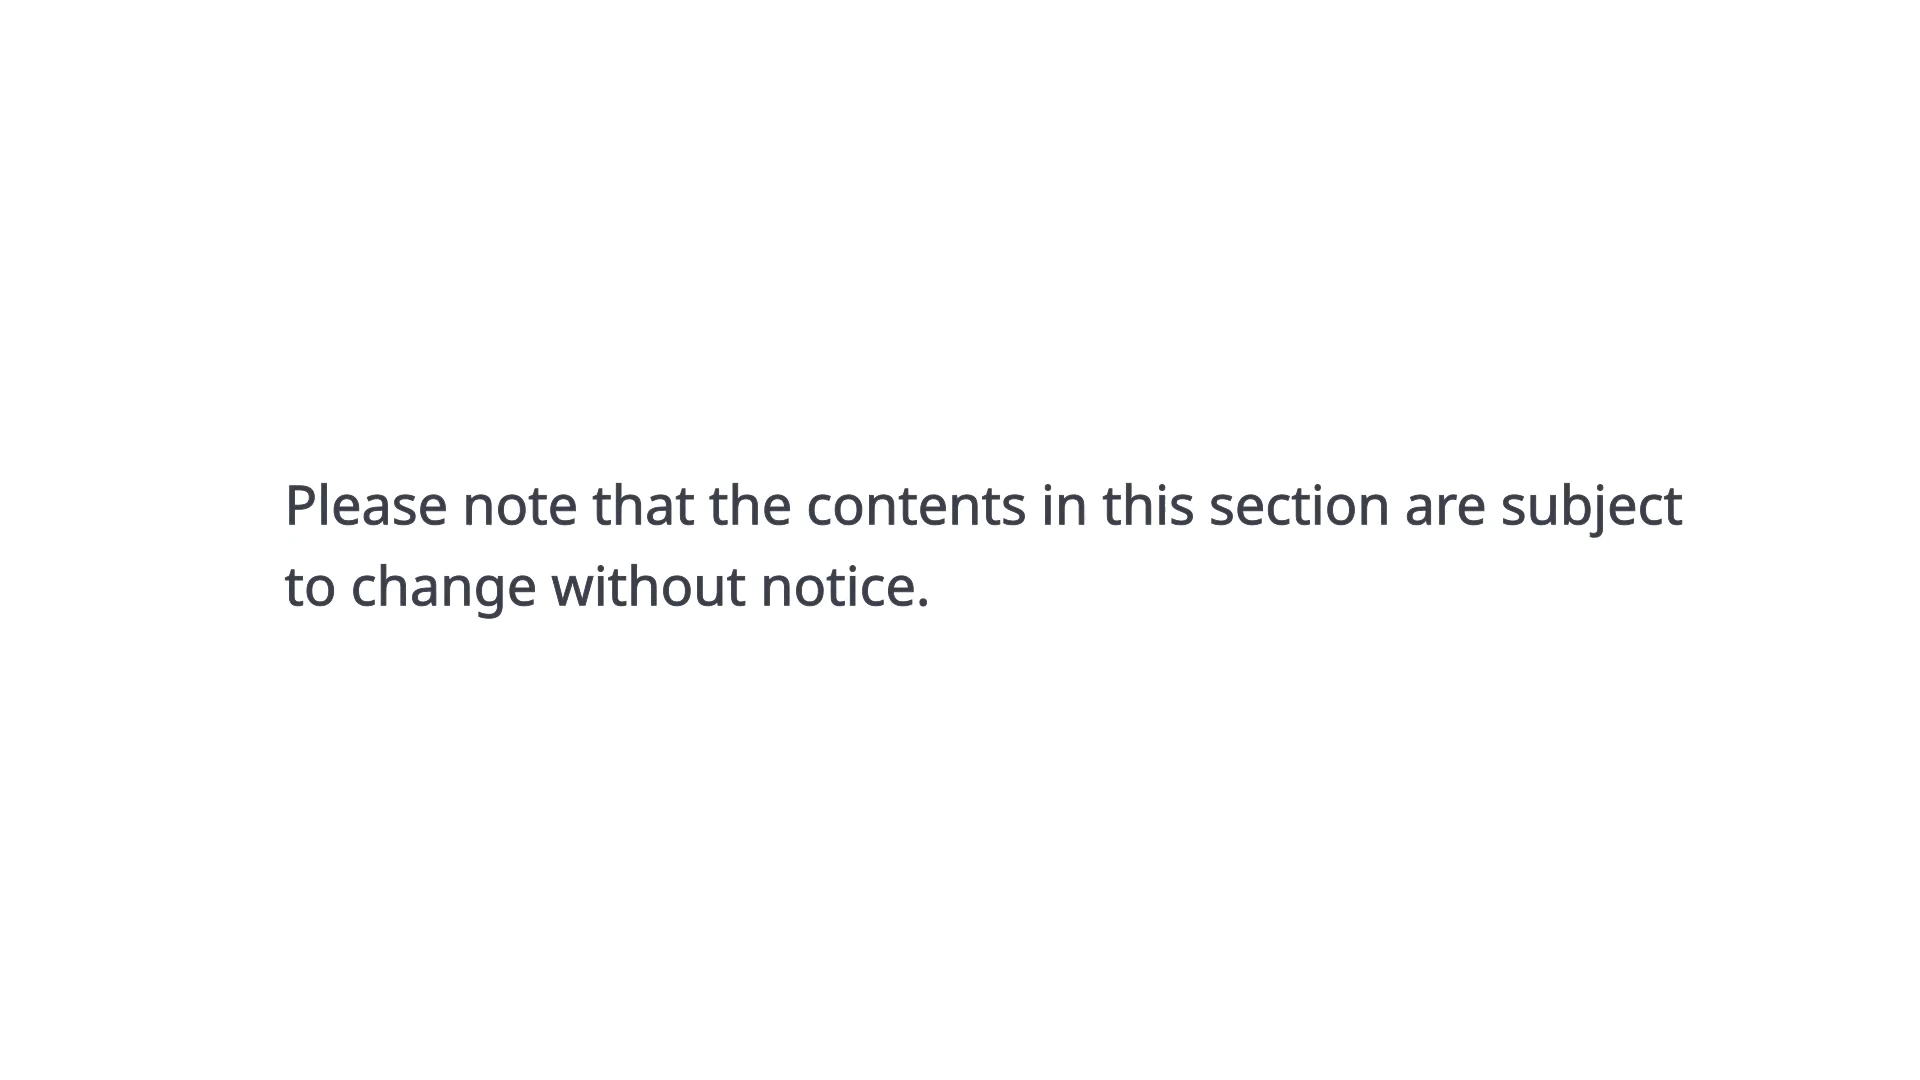 Please note that the contents in this section are subject
to change without notice.